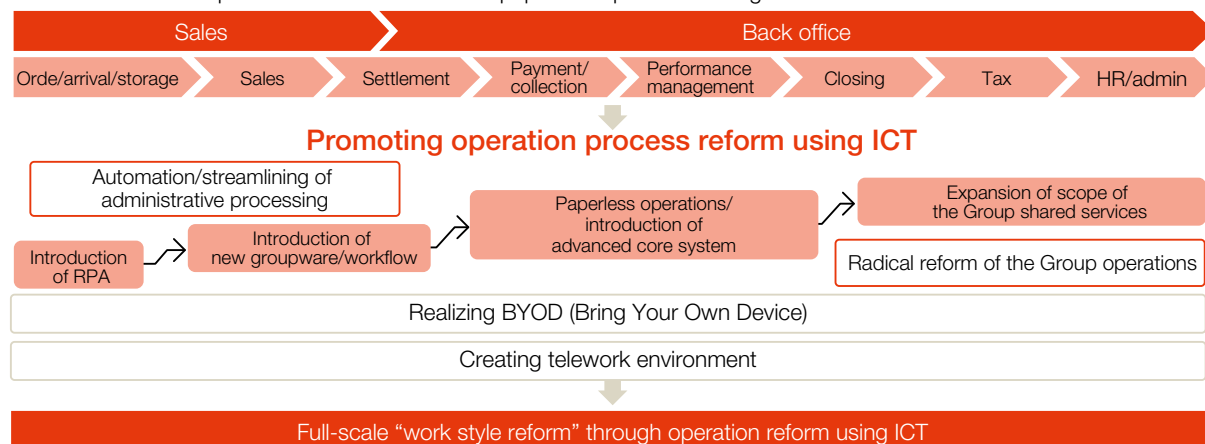 Sales
Back office
Orde/arrival/storage
Sales
Settlement
Payment/
collection
Performance
management
Closing
Tax
HR/admin
Promoting operation process reform using ICT
Automation/streamlining of
administrative processing
Introduction
of RPA
Introduction of
new groupware/workflow
Paperless operations/
introduction of
advanced core system
Expansion of scope of
the Group shared services
Radical reform of the Group operations
Realizing BYOD (Bring Your Own Device)
Creating telework environment
Full-scale “work style reform” through operation reform using ICT